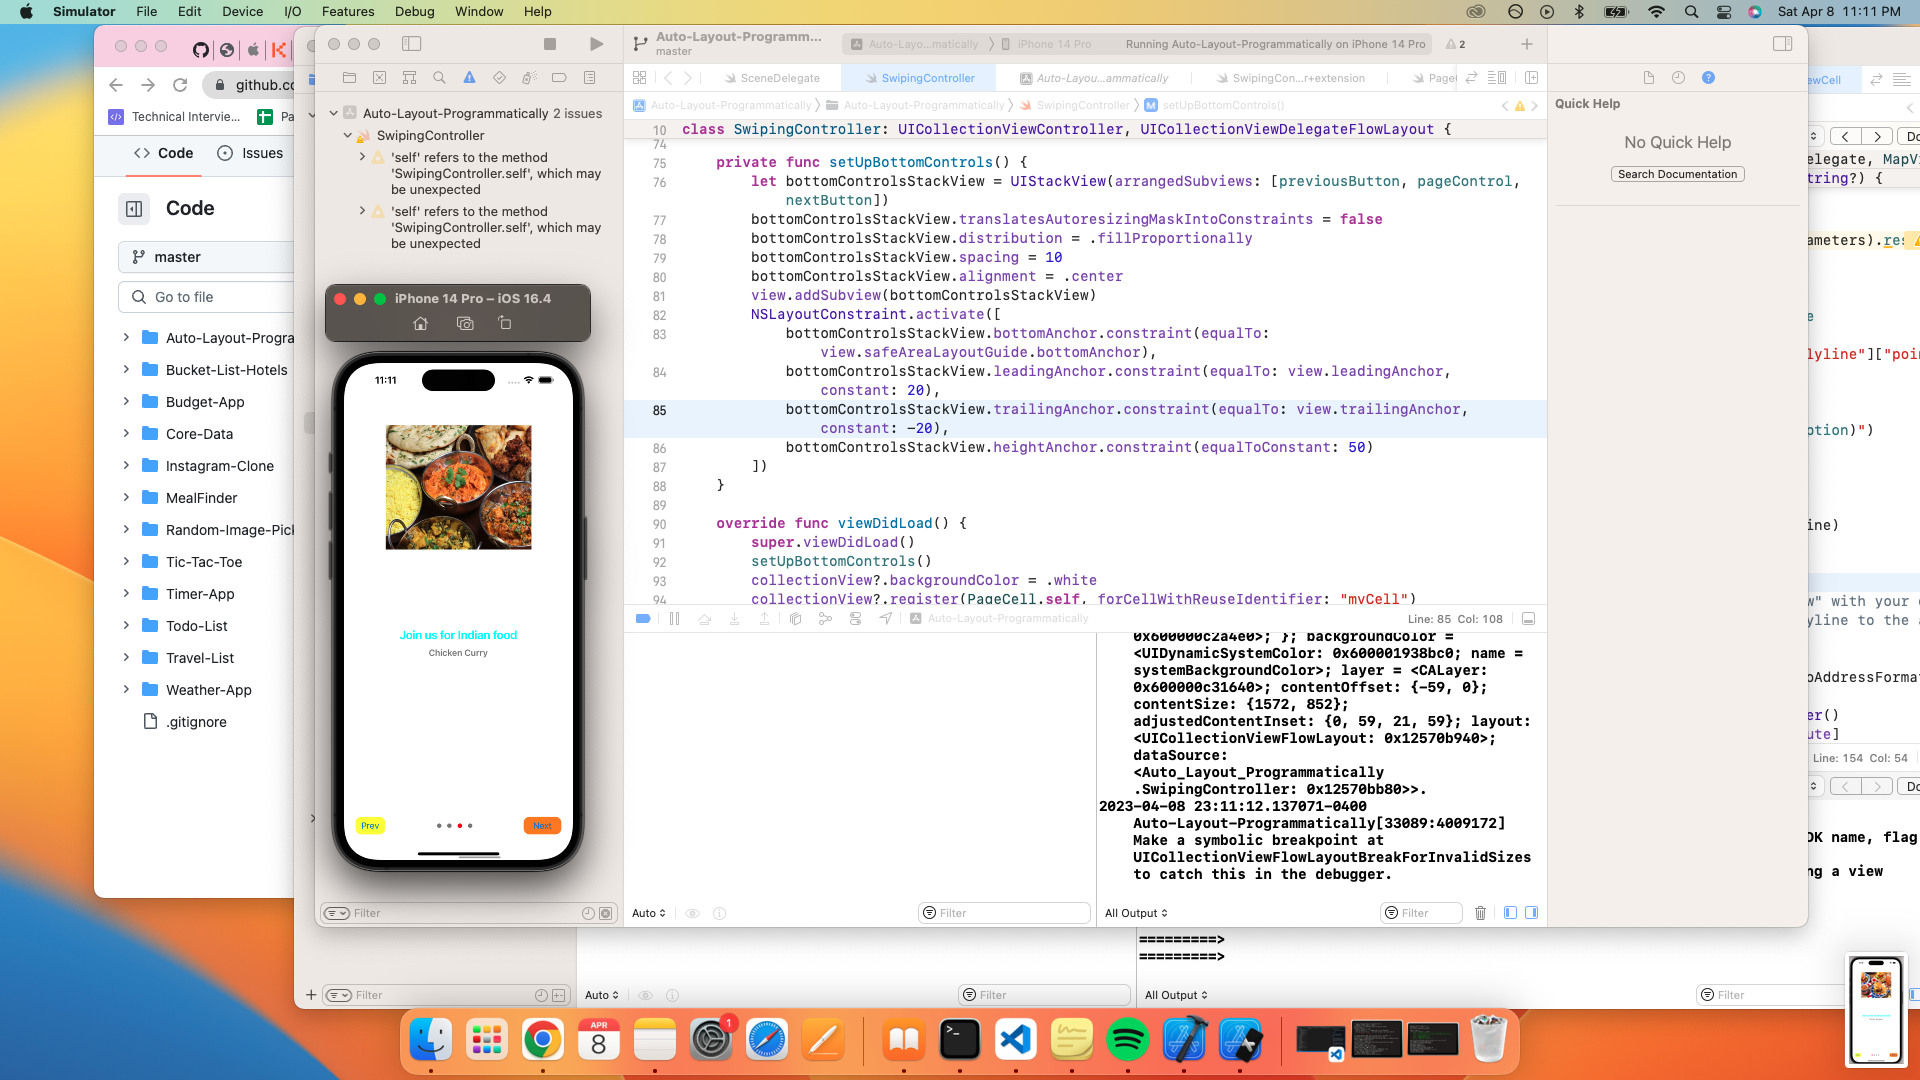 Simulator File Edit Device I/O Features Debug Window Help
Sat Apr 8 11:11 PM
github.co
Technical Intervie...
Pa
Code
Issues
Code
master
Go to file
Auto-Layout-Progra
Bucket-List-Hotels
Budget-App
Core-Data
Instagram-Clone
MealFinder
Random-Image-Pick
Tic-Tac-Toe
Timer-App
Todo-List
Travel-List
Weather-App
.gitignore
Auto-Layout-Programmatically 2 issues
SwipingController
'self' refers to the method
'SwipingController.self', which may
be unexpected
'self' refers to the method
'SwipingController.self', which may
be unexpected
iPhone 14 Pro – iOS 16.4
11:11
Join us for Indian food
Chicken Curry
Prev
Next
Filter
Auto-Layout-Programm...
master
Auto-Layo...matically
iPhone 14 Pro
Running Auto-Layout-Programmatically on iPhone 14 Pro
2
SceneDelegate
SwipingController
Auto-Layou...ammatically
SwipingCon...r+extension
Page
Auto-Layout-Programmatically
Auto-Layout-Programmatically
SwipingController
M setUpBottomControls()
10 class SwipingController: UICollectionViewController, UICollectionViewDelegateFlowLayout {
74
75 private func setUpBottomControls() {
76 let bottomControlsStackView = UIStackView(arrangedSubviews: [previousButton, pageControl,
nextButton])
77 bottomControlsStackView.translatesAutoresizingMaskIntoConstraints = false
78 bottomControlsStackView.distribution = .fillProportionally
79 bottomControlsStackView.spacing = 10
80 bottomControlsStackView.alignment = .center
81 view.addSubview(bottomControlsStackView)
82 NSLayoutConstraint.activate([
83 bottomControlsStackView.bottomAnchor.constraint(equalTo:
view.safeAreaLayoutGuide.bottomAnchor),
84 bottomControlsStackView.leadingAnchor.constraint(equalTo: view.leadingAnchor,
constant: 20),
85 bottomControlsStackView.trailingAnchor.constraint(equalTo: view.trailingAnchor,
constant: -20),
86 bottomControlsStackView.heightAnchor.constraint(equalToConstant: 50)
87 ])
88 }
89
90 override func viewDidLoad() {
91 super.viewDidLoad()
92 setUpBottomControls()
93 collectionView?.backgroundColor = .white
94 collectionView?.register(PageCell.self, forCellWithReuseIdentifier: "myCell")
Auto-Layout-Programmatically
Line: 85 Col: 108
0x600000c2a4e0>; }; backgroundColor =
<UIDynamicSystemColor: 0x600001938bc0; name =
systemBackgroundColor>; layer = <CALayer:
0x600000c31640>; contentOffset: {-59, 0};
contentSize: {1572, 852};
adjustedContentInset: {0, 59, 21, 59}; layout:
<UICollectionViewFlowLayout: 0x12570b940>;
dataSource:
<Auto_Layout_Programmatically
.SwipingController: 0x12570bb80>>.
2023-04-08 23:11:12.137071-0400
Auto-Layout-Programmatically[33089:4009172]
Make a symbolic breakpoint at
UICollectionViewFlowLayoutBreakForInvalidSizes
to catch this in the debugger.
Auto
Filter
All Output
Filter
Quick Help
No Quick Help
Search Documentation
ewCell
Do
elegate, MapV
tring?) {
ameters).res
e
lyline"]["poi
ption)")
ine)
w" with your
yline to the a
oAddressForma
er()
ute]
Line: 154 Col: 54
Do
DK name, flag
ng a view
=========>
=========>
Filter
Auto
Filter
All Output
Filter
APR
8
1